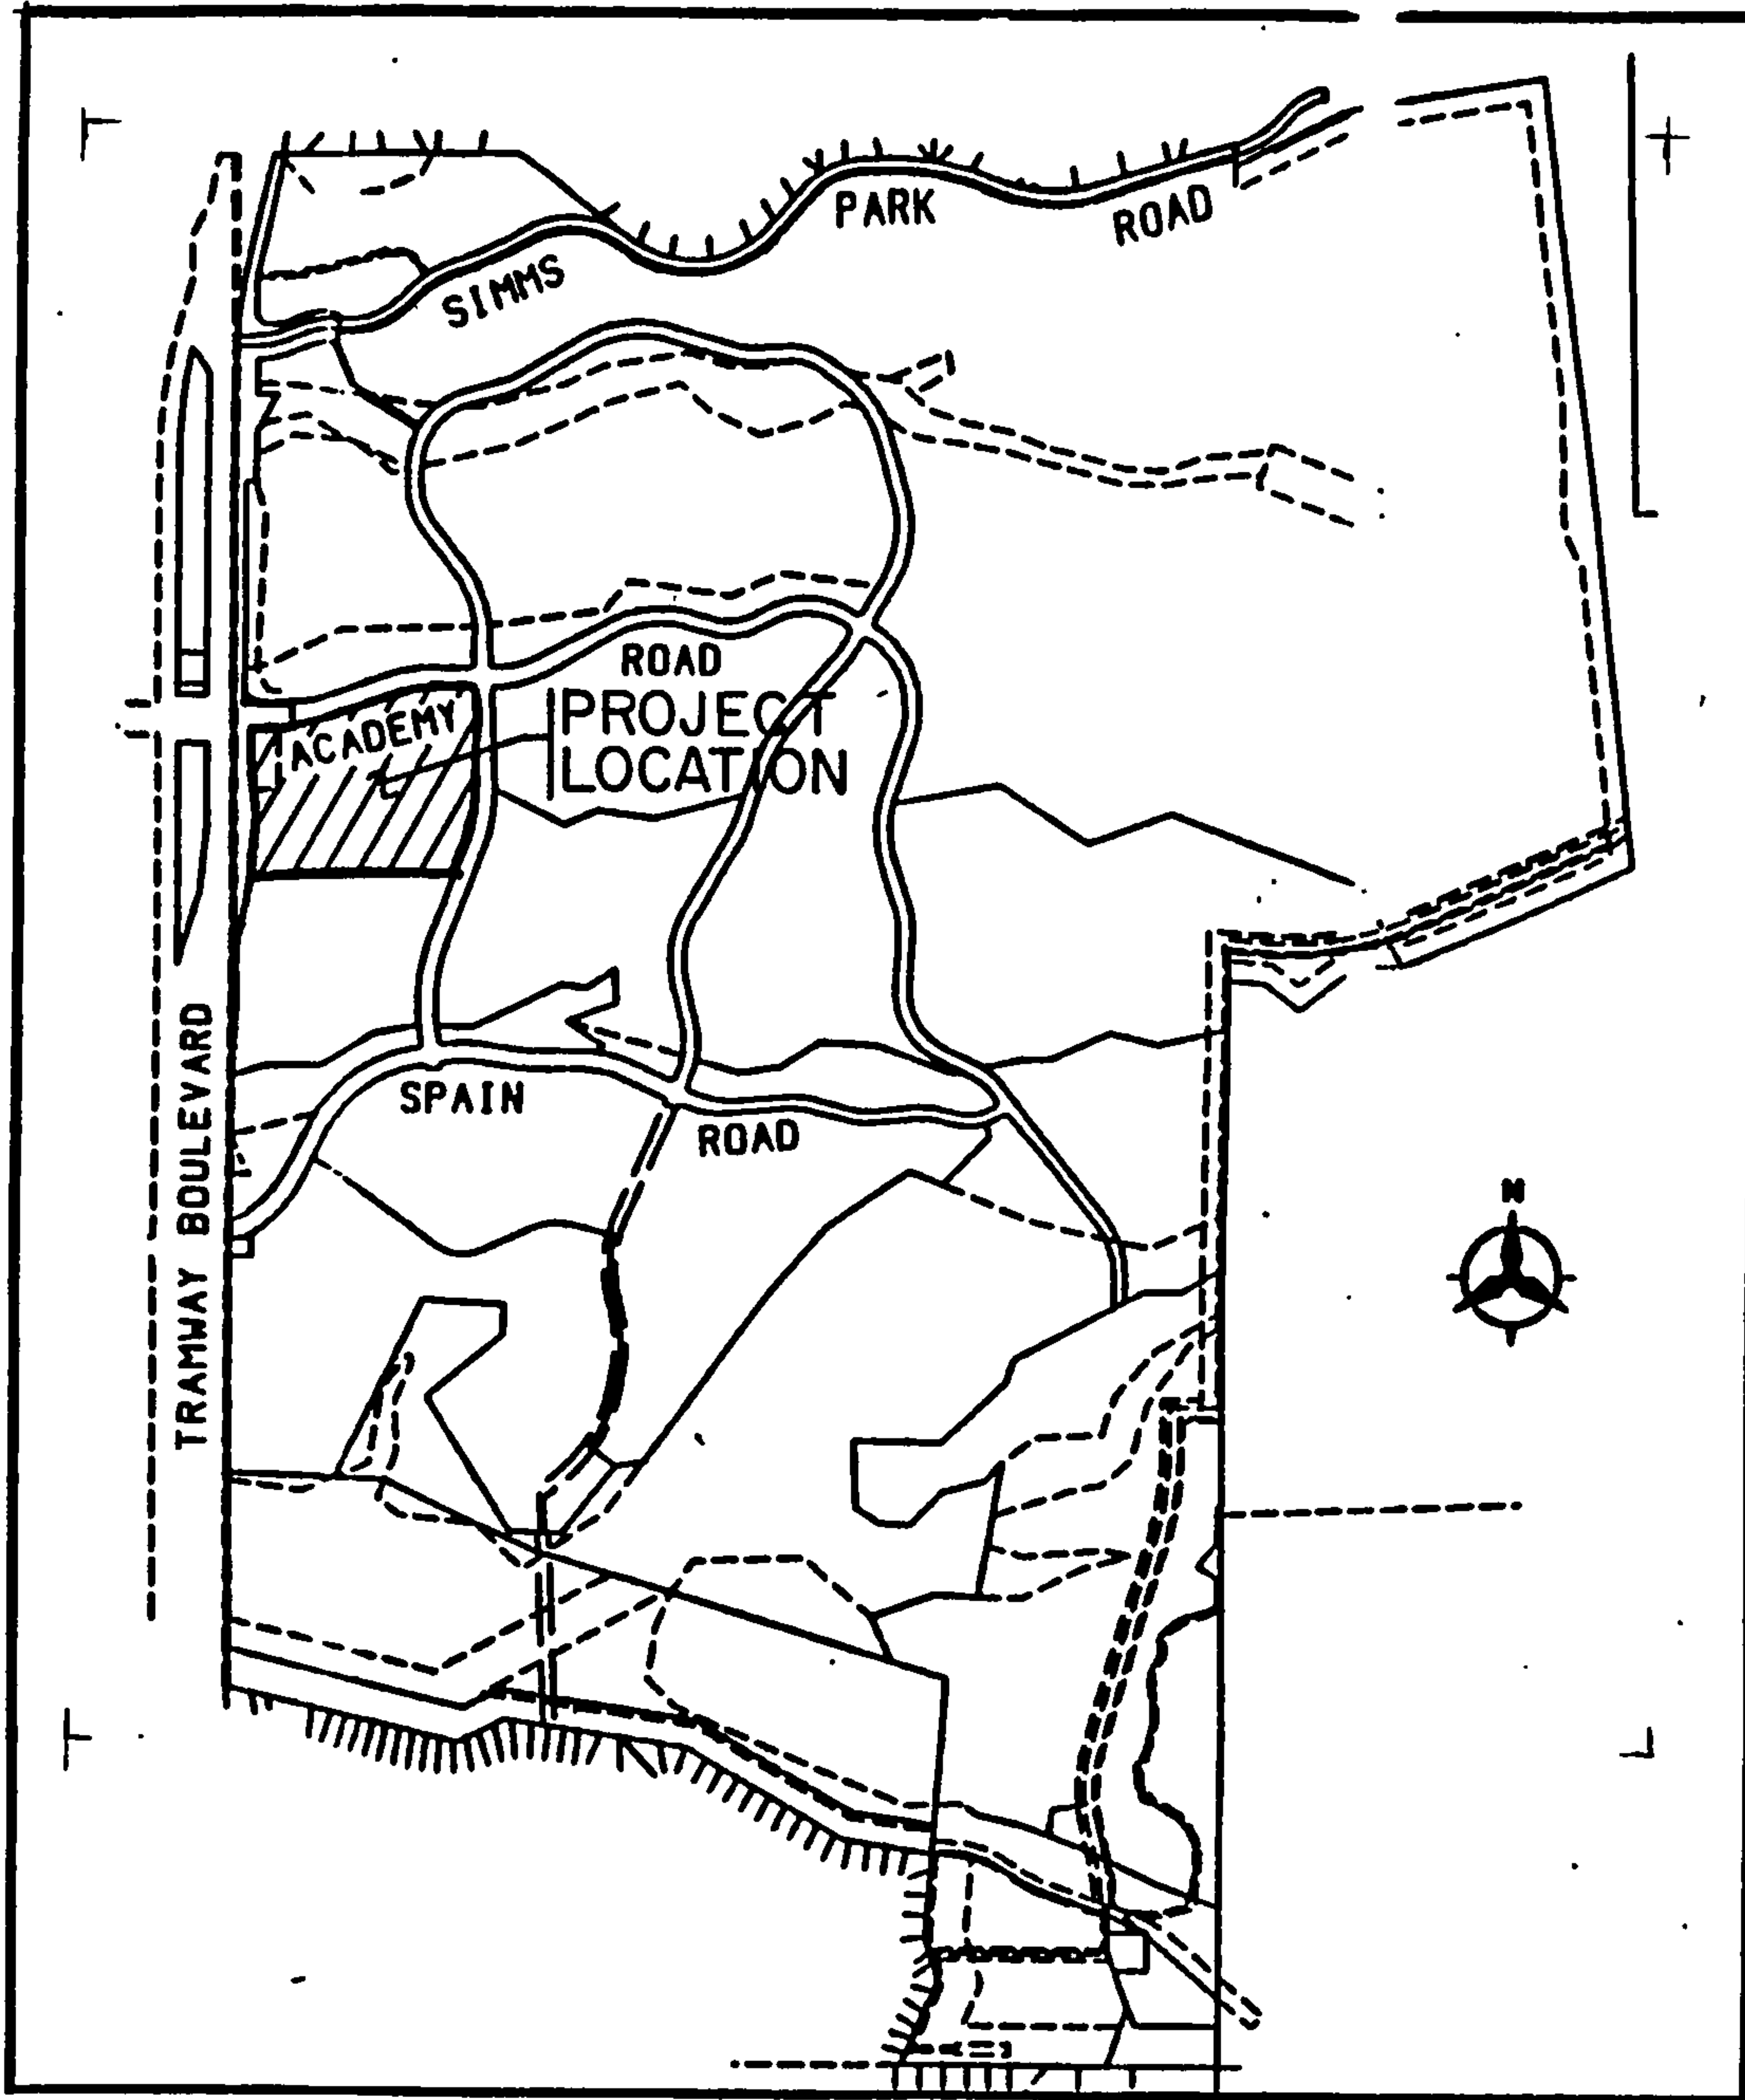 SIMMS PARK ROAD
ACADEMY ROAD
PROJECT
LOCATION
SPAIN ROAD
TRAMWAY BOULEVARD
N